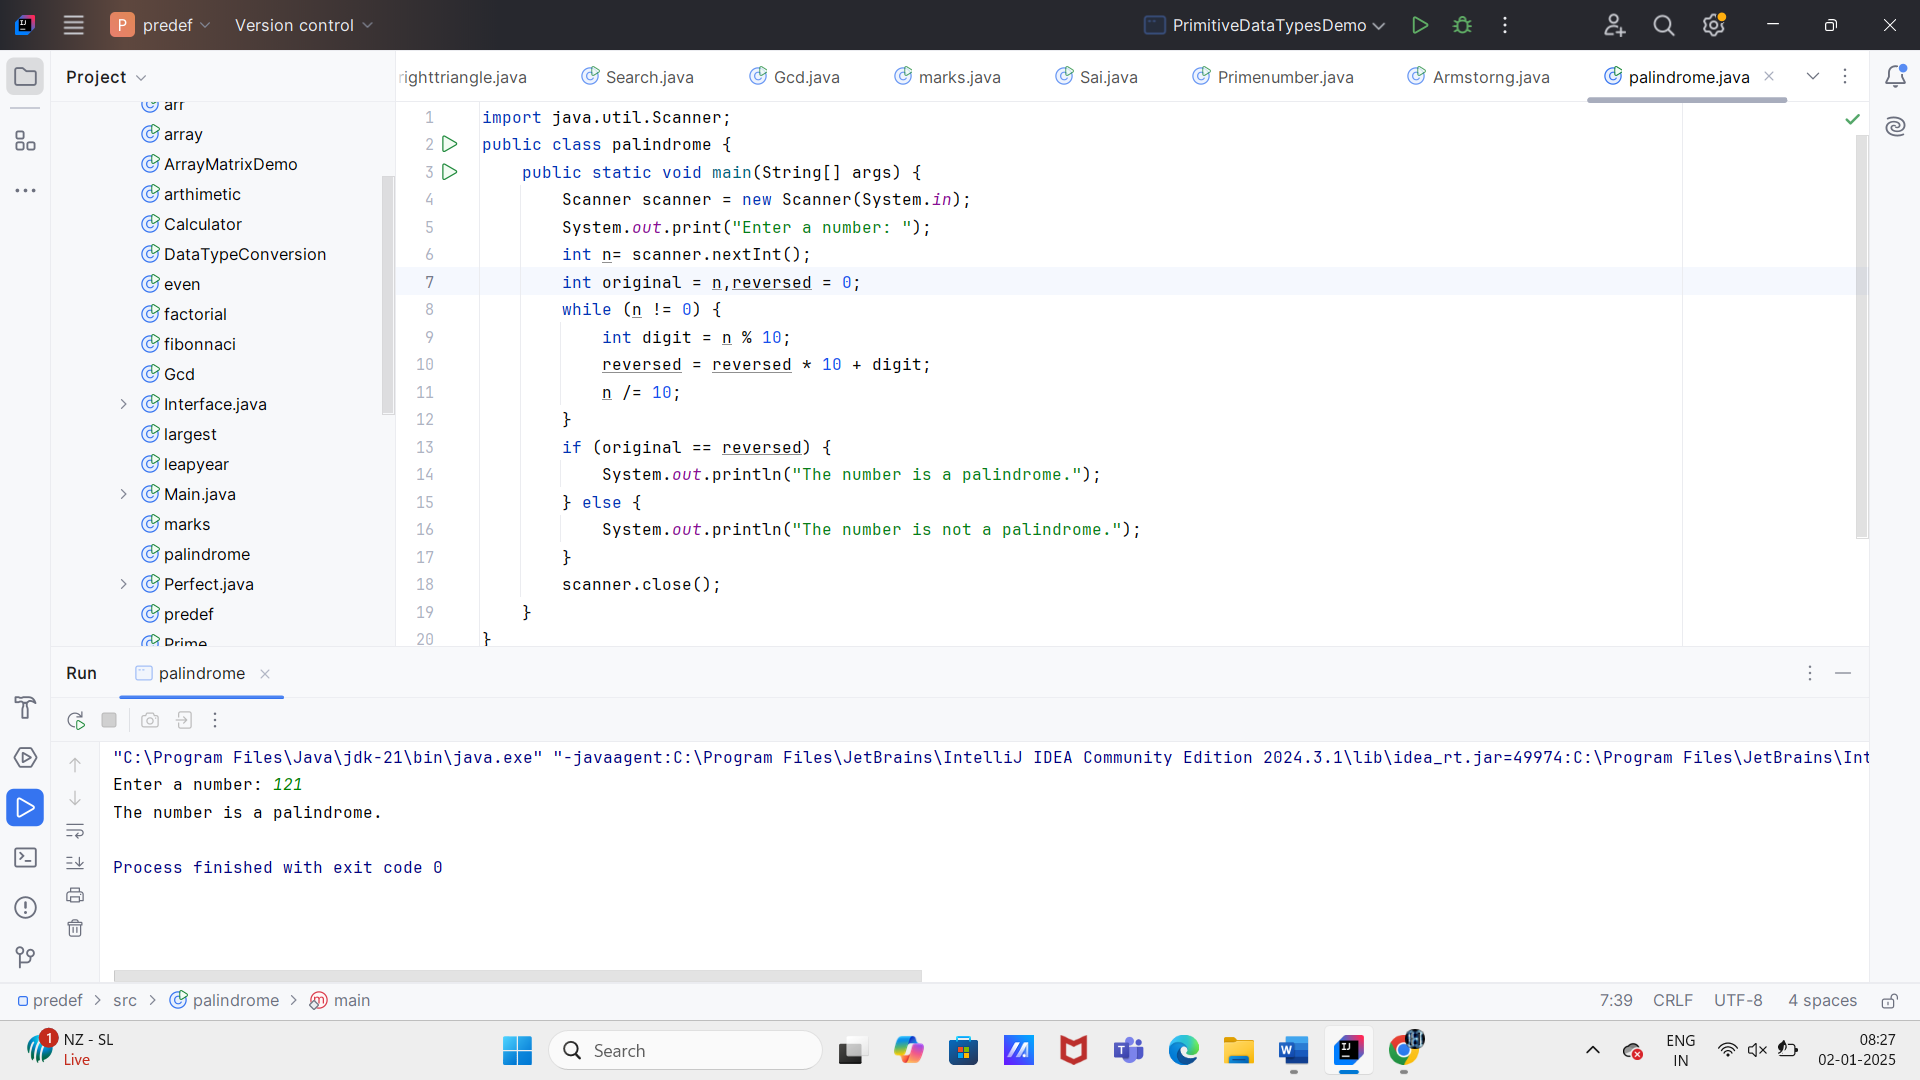 P predef Version control PrimitiveDataTypesDemo
Project
righttriangle.java Search.java Gcd.java marks.java Sai.java Primenumber.java Armstorng.java palindrome.java
arr
array
ArrayMatrixDemo
arthimetic
Calculator
DataTypeConversion
even
factorial
fibonnaci
Gcd
Interface.java
largest
leapyear
Main.java
marks
palindrome
Perfect.java
predef
Prime
1 import java.util.Scanner;
2 public class palindrome {
3 public static void main(String[] args) {
4 Scanner scanner = new Scanner(System.in);
5 System.out.print("Enter a number: ");
6 int n= scanner.nextInt();
7 int original = n,reversed = 0;
8 while (n != 0) {
9 int digit = n % 10;
10 reversed = reversed * 10 + digit;
11 n /= 10;
12 }
13 if (original == reversed) {
14 System.out.println("The number is a palindrome.");
15 } else {
16 System.out.println("The number is not a palindrome.");
17 }
18 scanner.close();
19 }
20 }
Run palindrome
"C:\Program Files\Java\jdk-21\bin\java.exe" "-javaagent:C:\Program Files\JetBrains\IntelliJ IDEA Community Edition 2024.3.1\lib\idea_rt.jar=49974:C:\Program Files\JetBrains\Int
Enter a number: 121
The number is a palindrome.
Process finished with exit code 0
predef > src > palindrome > main 7:39 CRLF UTF-8 4 spaces
1 NZ - SL
Live
Search
ENG
IN
08:27
02-01-2025